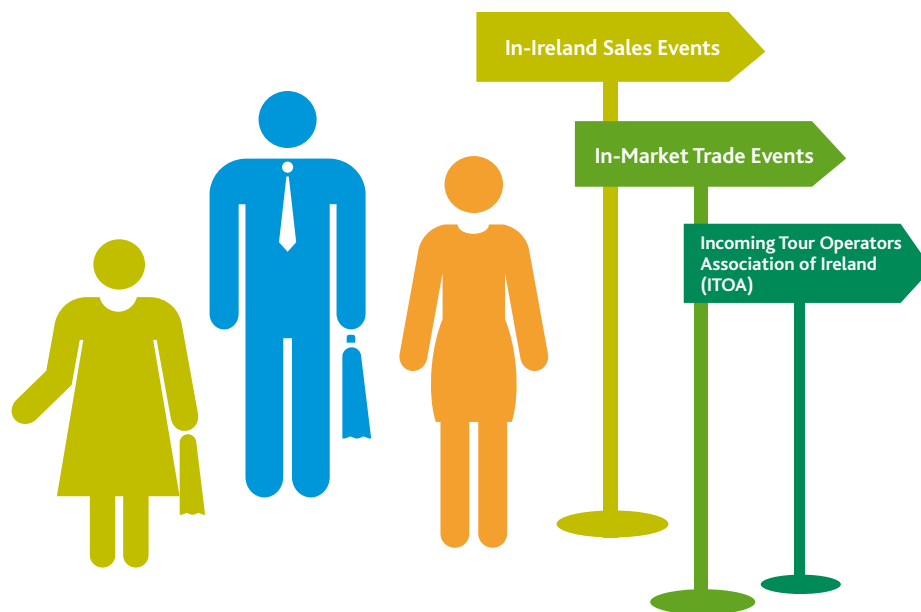 In-Ireland Sales Events
In-Market Trade Events
Incoming Tour Operators
Association of Ireland
(ITOA)